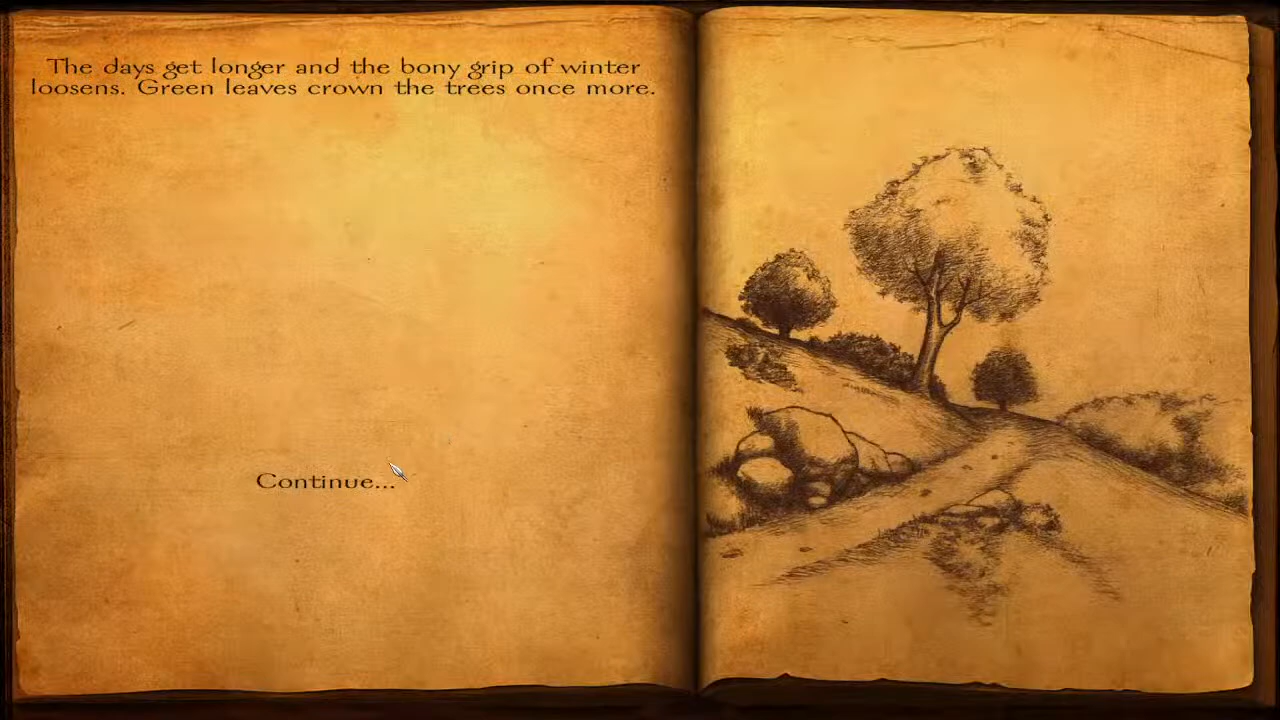 The days get longer and the bony grip of winter
loosens. Green leaves crown the trees once more.
Continue...